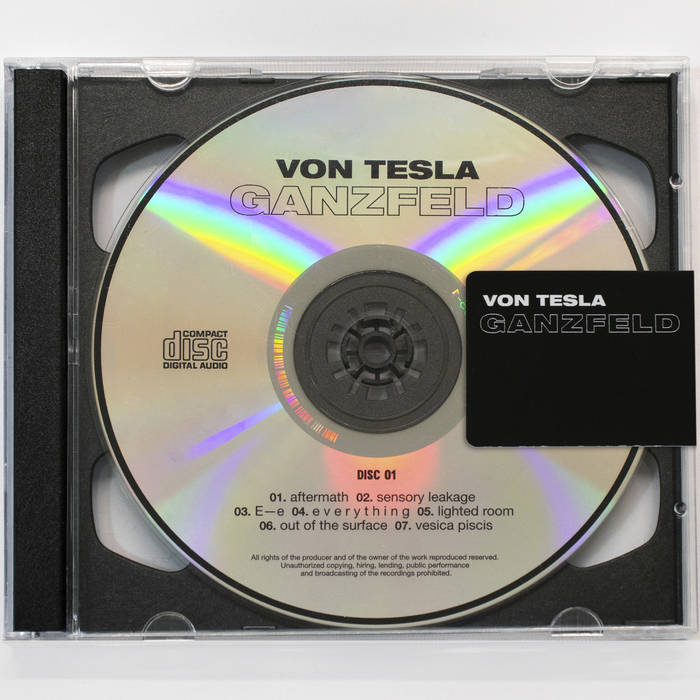 VON TESLA
GANZFELD
VON TESLA
GANZFELD
COMPACT
disc
DIGITAL AUDIO
DISC 01
01. aftermath 02. sensory leakage
03. E—e 04. e v e r y t h i n g 05. lighted room
06. out of the surface 07. vesica piscis
All rights of the producer and of the owner of the work reproduced reserved.
Unauthorized copying, hiring, lending, public performance
and broadcasting of the recordings prohibited.